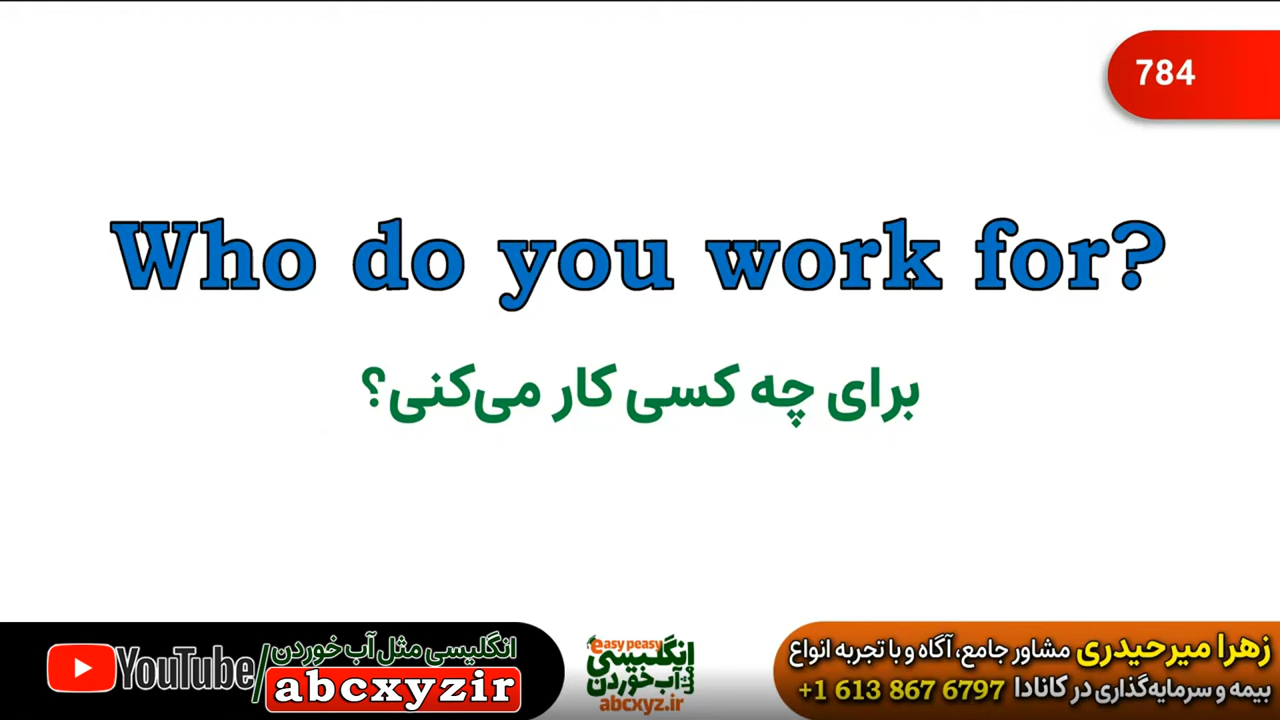 784
Who do you work for?
برای چه کسی کار می‌کنی؟
انگلیسی مثل آب خوردن
YouTube/abcxyzir
easy peasy
انگلیسی
آب خوردن
abcxyz.ir
زهرا میرحیدری مشاور جامع، آگاه و با تجربه انواع
بیمه و سرمایه‌گذاری در کانادا 6797 867 613 1+